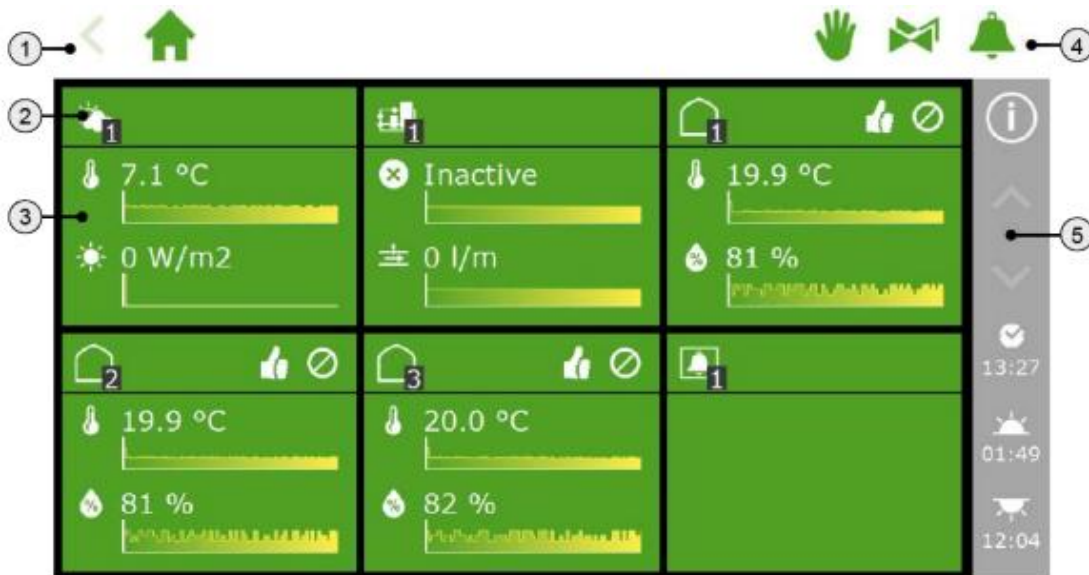 1
4
2
1
1
1
3
7.1 °C
Inactive
19.9 °C
0 W/m2
0 l/m
% 81 %
5
2
3
1
13:27
19.9 °C
20.0 °C
01:49
% 81 %
% 82 %
12:04